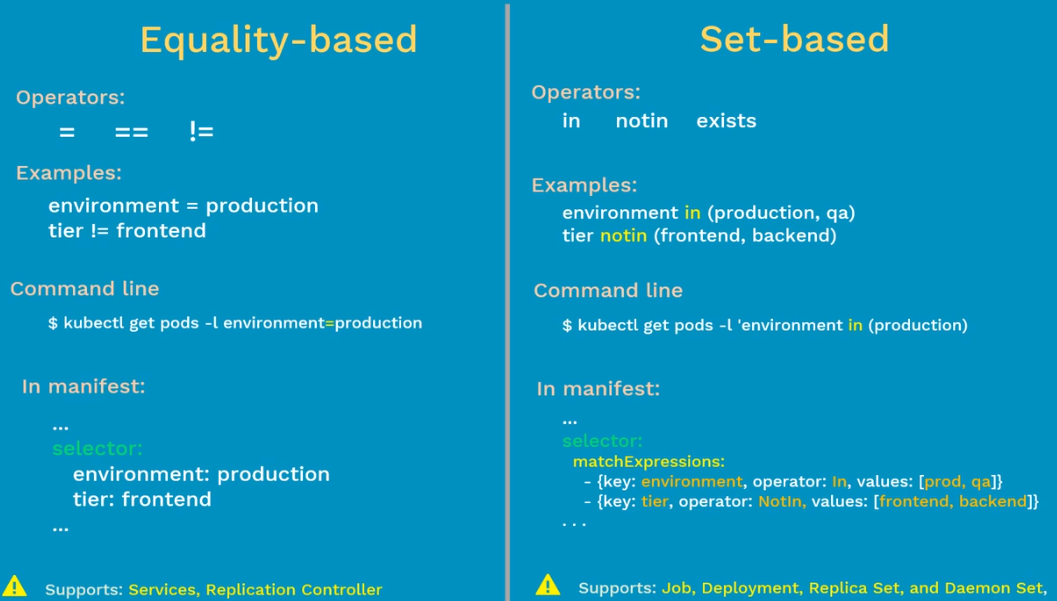 Equality-based
Operators:
= == !=
Examples:
environment = production
tier != frontend
Command line
$ kubectl get pods -l environment=production
In manifest:
...
selector:
environment: production
tier: frontend
...
Supports: Services, Replication Controller
Set-based
Operators:
in notin exists
Examples:
environment in (production, qa)
tier notin (frontend, backend)
Command line
$ kubectl get pods -l 'environment in (production)
In manifest:
...
selector:
matchExpressions:
- {key: environment, operator: In, values: [prod, qa]}
- {key: tier, operator: NotIn, values: [frontend, backend]}
. . .
Supports: Job, Deployment, Replica Set, and Daemon Set,